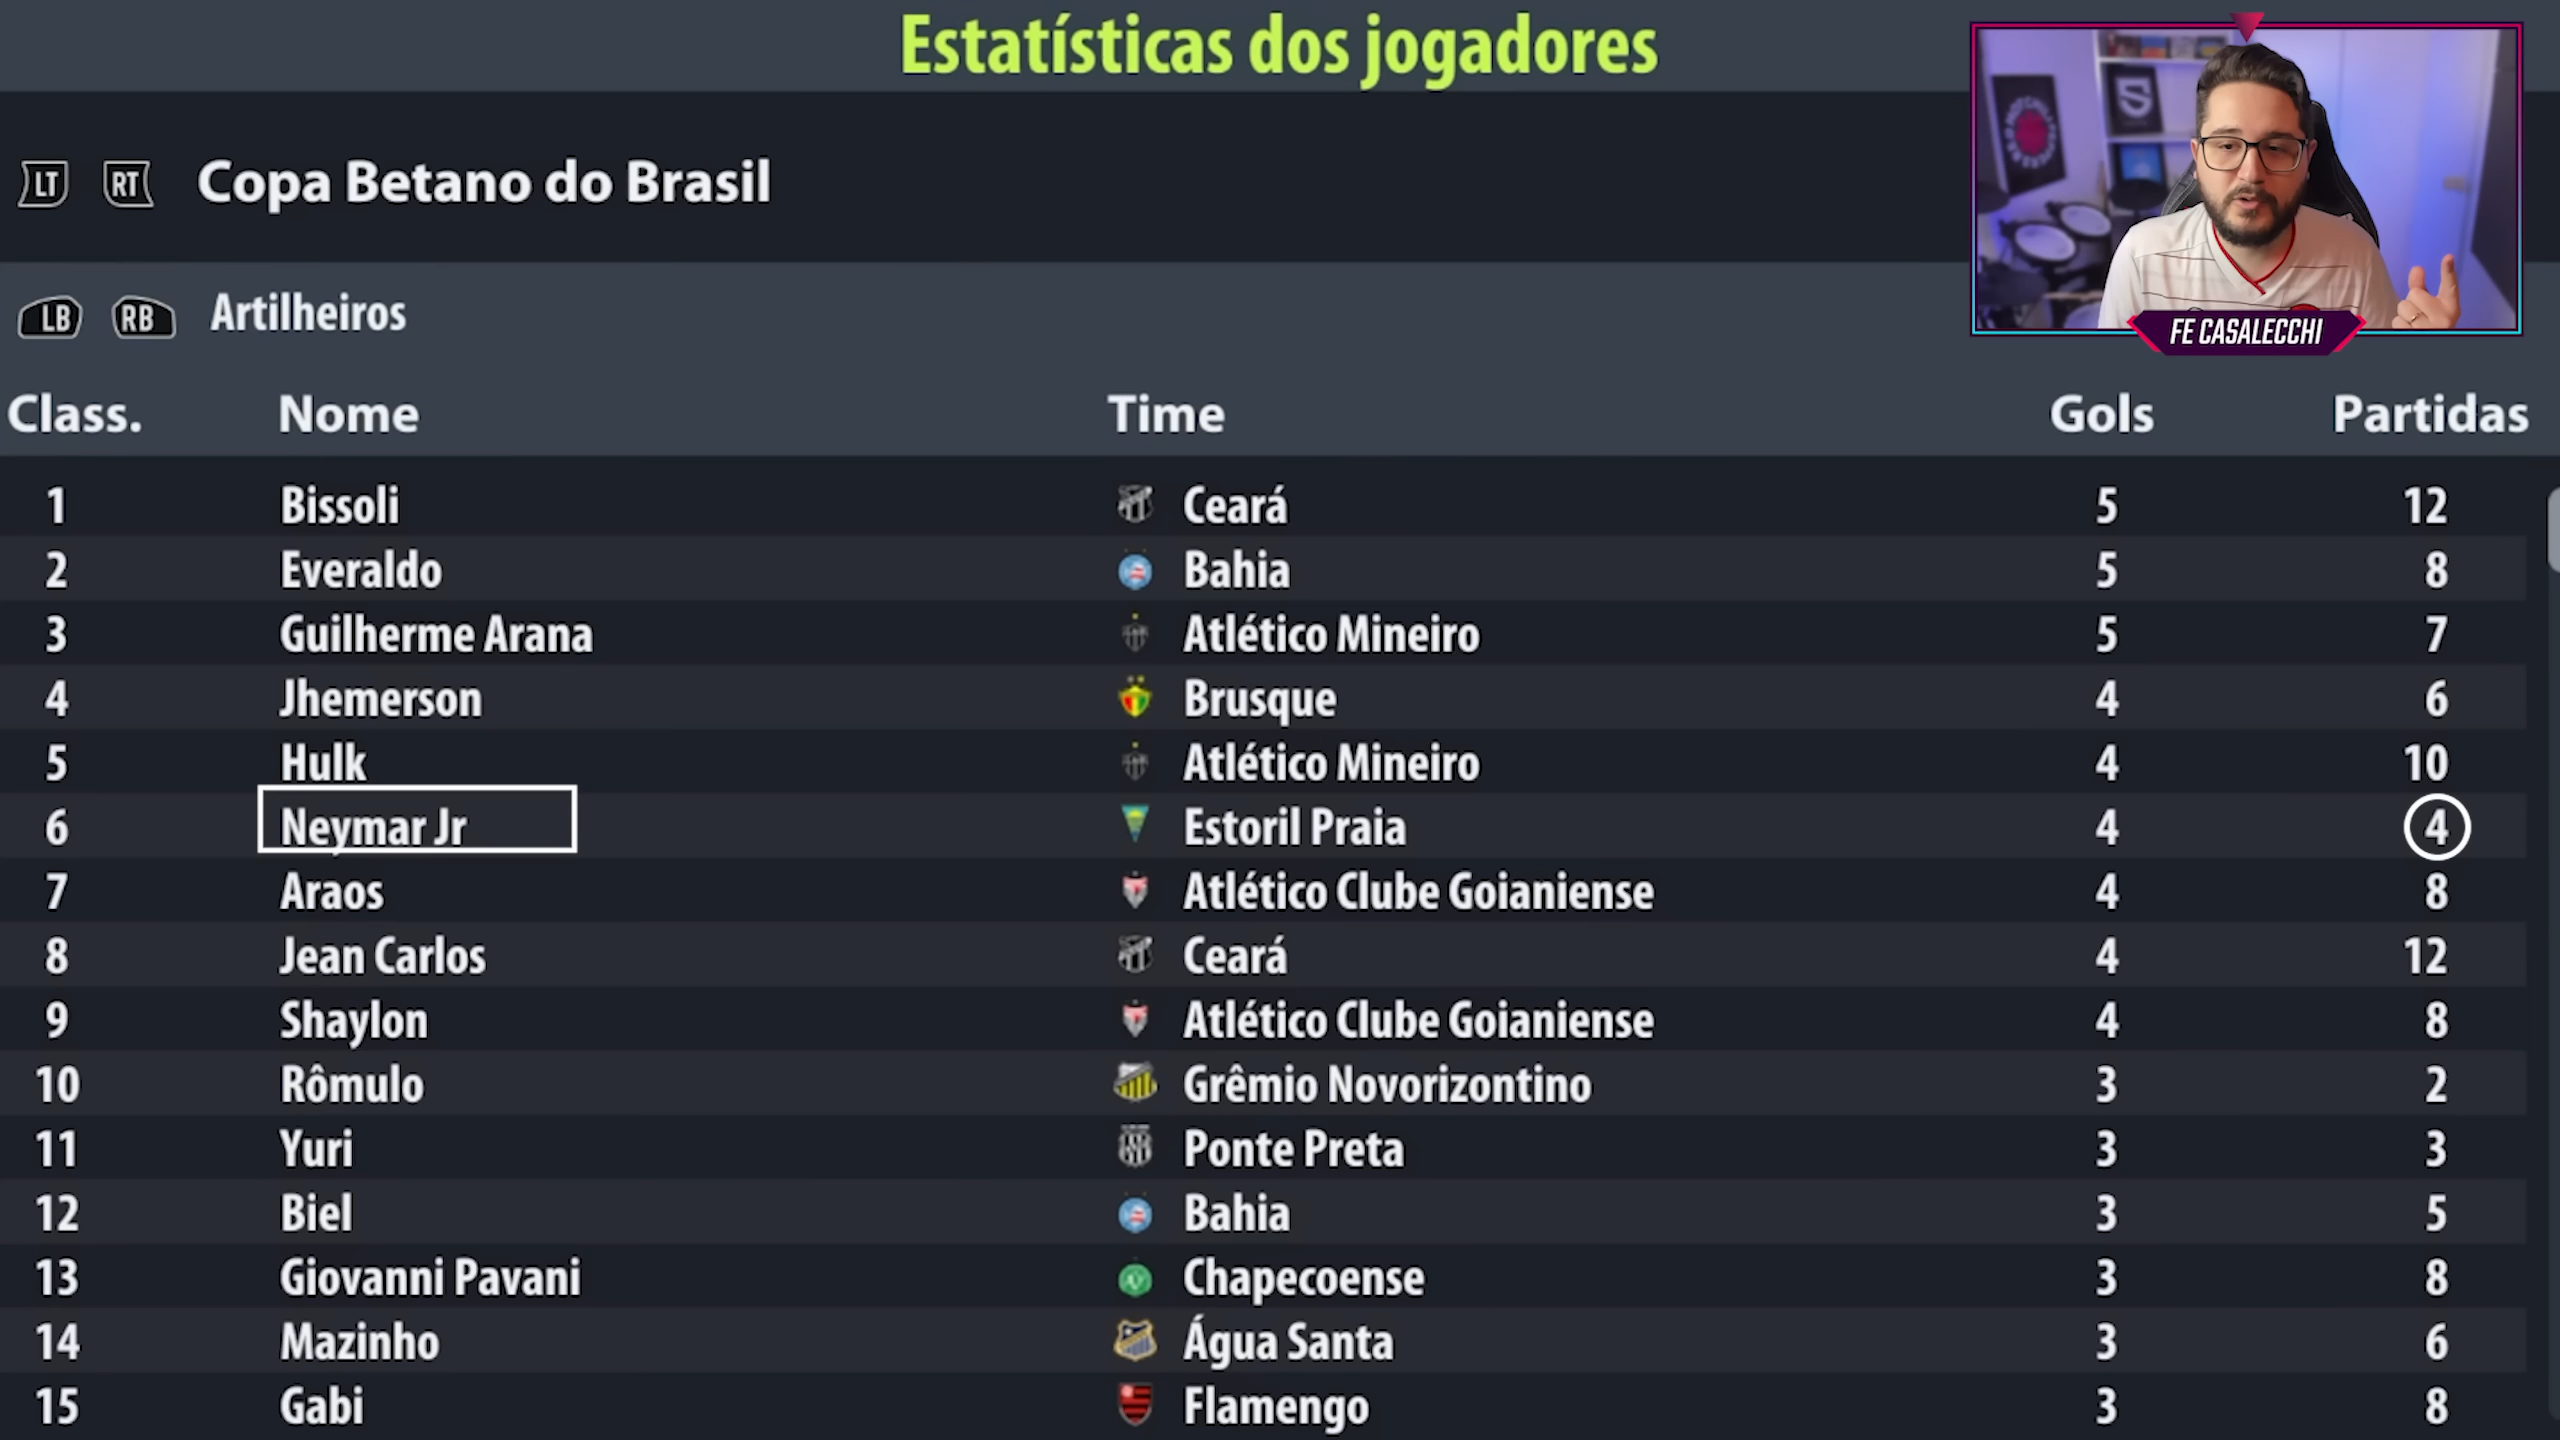 Estatísticas dos jogadores
LT RT Copa Betano do Brasil
FE CASALECCHI
LB RB Artilheiros
Class. Nome Time Gols Partidas
1 Bissoli Ceará 5 12
2 Everaldo Bahia 5 8
3 Guilherme Arana Atlético Mineiro 5 7
4 Jhemerson Brusque 4 6
5 Hulk Atlético Mineiro 4 10
6 Neymar Jr Estoril Praia 4 4
7 Araos Atlético Clube Goianiense 4 8
8 Jean Carlos Ceará 4 12
9 Shaylon Atlético Clube Goianiense 4 8
10 Rômulo Grêmio Novorizontino 3 2
11 Yuri Ponte Preta 3 3
12 Biel Bahia 3 5
13 Giovanni Pavani Chapecoense 3 8
14 Mazinho Água Santa 3 6
15 Gabi Flamengo 3 8